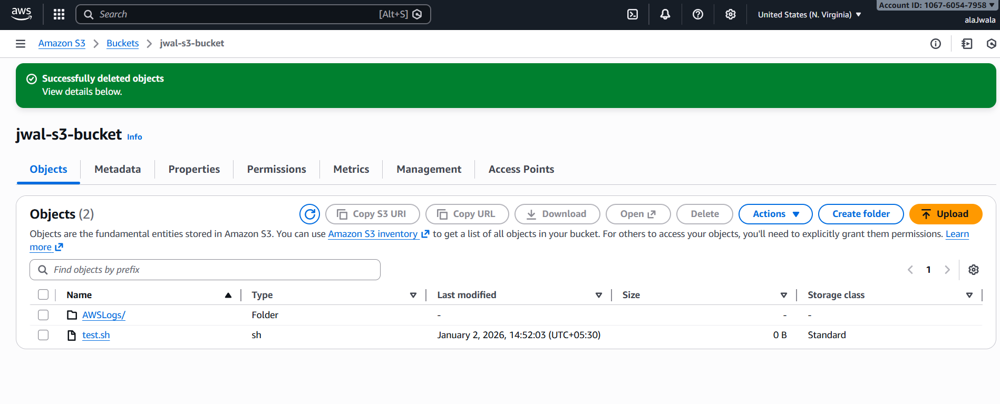 aws
Search [Alt+S]
United States (N. Virginia)
Account ID: 1067-6054-7958
alaJwala
Amazon S3 Buckets jwal-s3-bucket
Successfully deleted objects
View details below.
jwal-s3-bucket Info
Objects Metadata Properties Permissions Metrics Management Access Points
Objects (2)
Copy S3 URI Copy URL Download Open Delete Actions Create folder Upload
Objects are the fundamental entities stored in Amazon S3. You can use Amazon S3 inventory to get a list of all objects in your bucket. For others to access your objects, you'll need to explicitly grant them permissions. Learn
more
Find objects by prefix
1
Name Type Last modified Size Storage class
AWSLogs/ Folder - - -
test.sh sh January 2, 2026, 14:52:03 (UTC+05:30) 0 B Standard